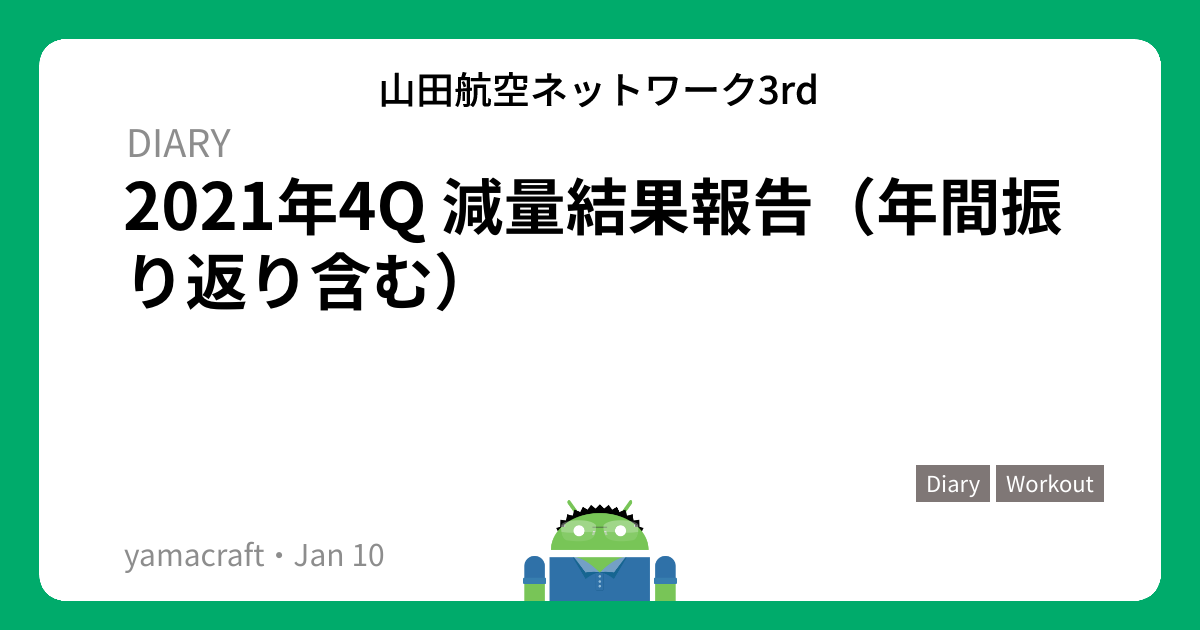 山田航空ネットワーク3rd
DIARY
2021年4Q 減量結果報告（年間振
り返り含む）
Diary
Workout
yamacraft・Jan 10